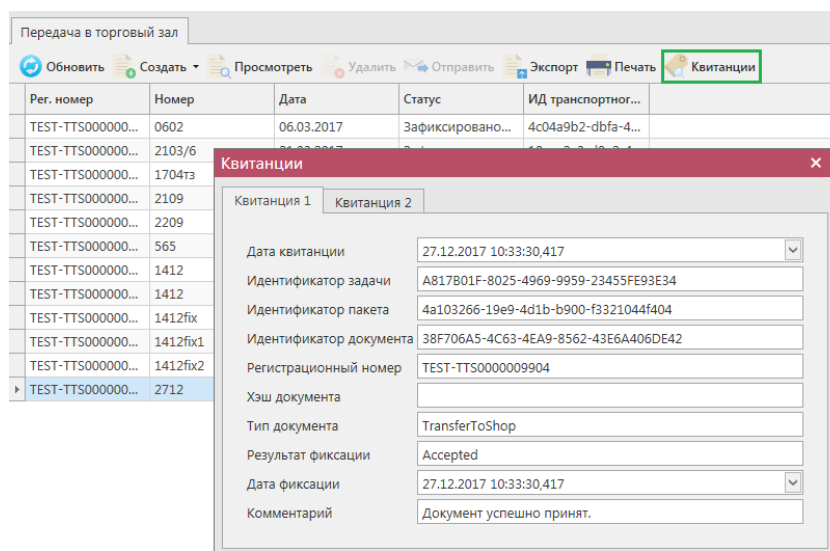 Передача в торговый зал
Обновить Создать Просмотреть Удалить Отправить Экспорт Печать Квитанции
Рег. номер Номер Дата Статус ИД транспортног...
TEST-TTS000000... 0602 06.03.2017 Зафиксировано... 4c04a9b2-dbfa-4...
TEST-TTS000000... 2103/6
TEST-TTS000000... 1704тз
TEST-TTS000000... 2109
TEST-TTS000000... 2209
TEST-TTS000000... 565
TEST-TTS000000... 1412
TEST-TTS000000... 1412
TEST-TTS000000... 1412fix
TEST-TTS000000... 1412fix1
TEST-TTS000000... 1412fix2
TEST-TTS000000... 2712
Квитанции
Квитанция 1 Квитанция 2
Дата квитанции 27.12.2017 10:33:30,417
Идентификатор задачи A817B01F-8025-4969-9959-23455FE93E34
Идентификатор пакета 4a103266-19e9-4d1b-b900-f3321044f404
Идентификатор документа 38F706A5-4C63-4EA9-8562-43E6A406DE42
Регистрационный номер TEST-TTS0000009904
Хэш документа
Тип документа TransferToShop
Результат фиксации Accepted
Дата фиксации 27.12.2017 10:33:30,417
Комментарий Документ успешно принят.